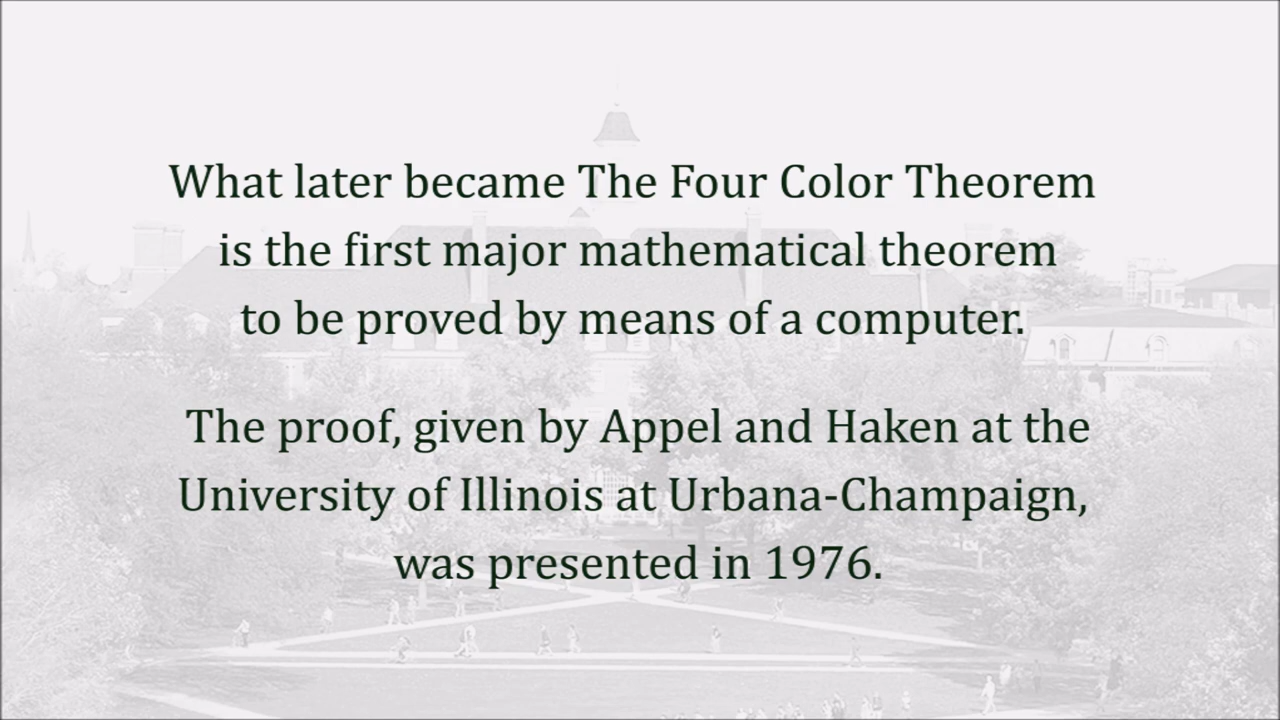 What later became The Four Color Theorem
is the first major mathematical theorem
to be proved by means of a computer.
The proof, given by Appel and Haken at the
University of Illinois at Urbana-Champaign,
was presented in 1976.